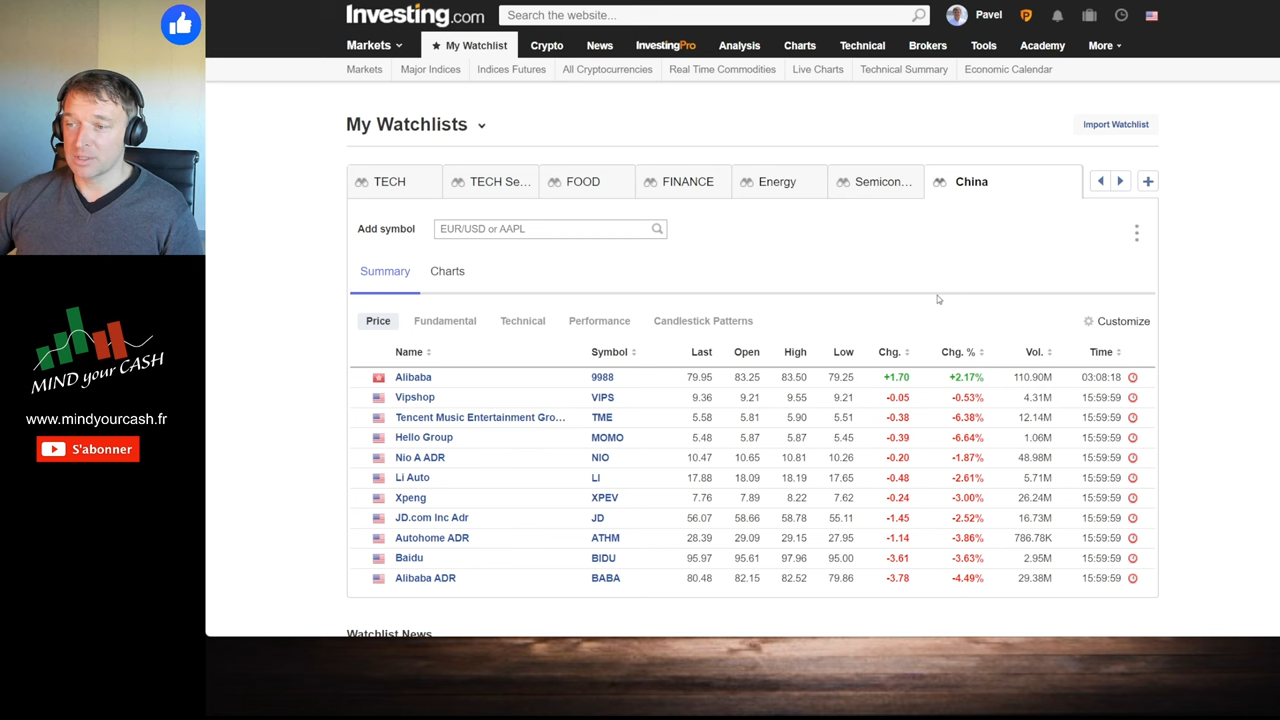 Investing.com
Search the website...
Pavel
Markets
My Watchlist
Crypto
News
InvestingPro
Analysis
Charts
Technical
Brokers
Tools
Academy
More
Markets
Major Indices
Indices Futures
All Cryptocurrencies
Real Time Commodities
Live Charts
Technical Summary
Economic Calendar
My Watchlists
Import Watchlist
TECH
TECH Se...
FOOD
FINANCE
Energy
Semicon...
China
Add symbol
EUR/USD or AAPL
Summary
Charts
Price
Fundamental
Technical
Performance
Candlestick Patterns
Customize
Name Symbol Last Open High Low Chg. Chg. % Vol. Time
Alibaba 9988 79.95 83.25 83.50 79.25 +1.70 +2.17% 110.90M 03:08:18
Vipshop VIPS 9.36 9.21 9.55 9.21 -0.05 -0.53% 4.31M 15:59:59
Tencent Music Entertainment Gro... TME 5.58 5.81 5.90 5.51 -0.38 -6.38% 12.14M 15:59:59
Hello Group MOMO 5.48 5.87 5.87 5.45 -0.39 -6.64% 1.06M 15:59:59
Nio A ADR NIO 10.47 10.65 10.81 10.26 -0.20 -1.87% 48.98M 15:59:59
Li Auto LI 17.88 18.09 18.19 17.65 -0.48 -2.61% 5.71M 15:59:59
Xpeng XPEV 7.76 7.89 8.22 7.62 -0.24 -3.00% 26.24M 15:59:59
JD.com Inc Adr JD 56.07 58.66 58.78 55.11 -1.45 -2.52% 16.73M 15:59:59
Autohome ADR ATHM 28.39 29.09 29.15 27.95 -1.14 -3.86% 786.78K 15:59:59
Baidu BIDU 95.97 95.61 97.96 95.00 -3.61 -3.63% 2.95M 15:59:59
Alibaba ADR BABA 80.48 82.15 82.52 79.86 -3.78 -4.49% 29.38M 15:59:59
Watchlist News
MIND your CASH
www.mindyourcash.fr
S'abonner